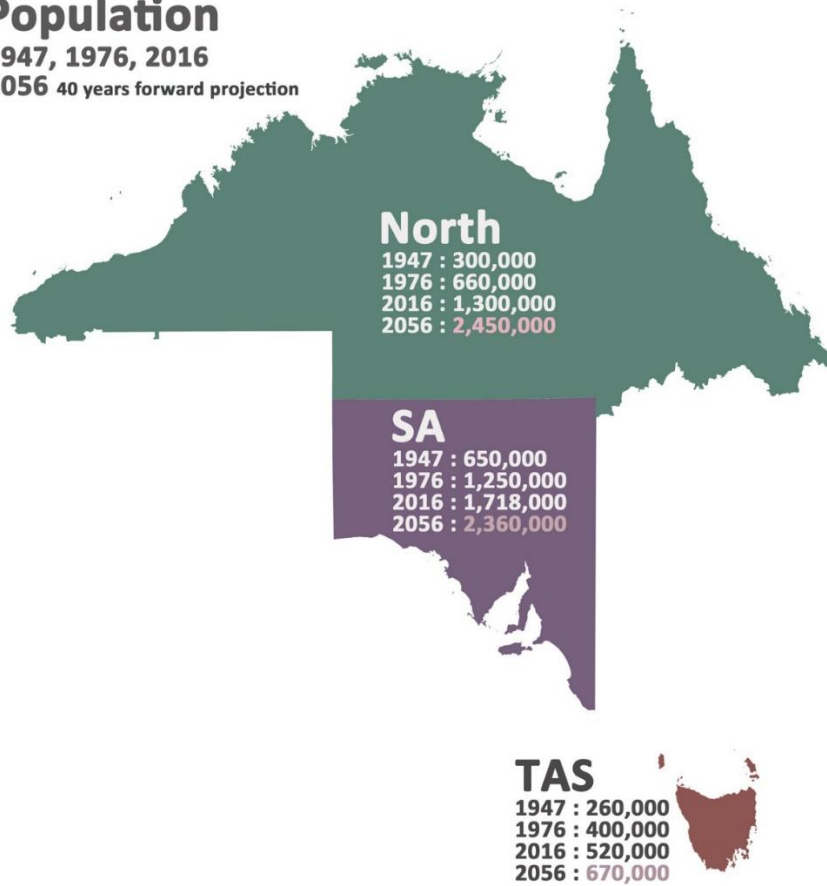 Population
947, 1976, 2016
056 40 years forward projection
North
1947 : 300,000
1976 : 660,000
2016 : 1,300,000
2056 : 2,450,000
SA
1947 : 650,000
1976 : 1,250,000
2016 : 1,718,000
2056 : 2,360,000
TAS
1947 : 260,000
1976 : 400,000
2016 : 520,000
2056 : 670,000